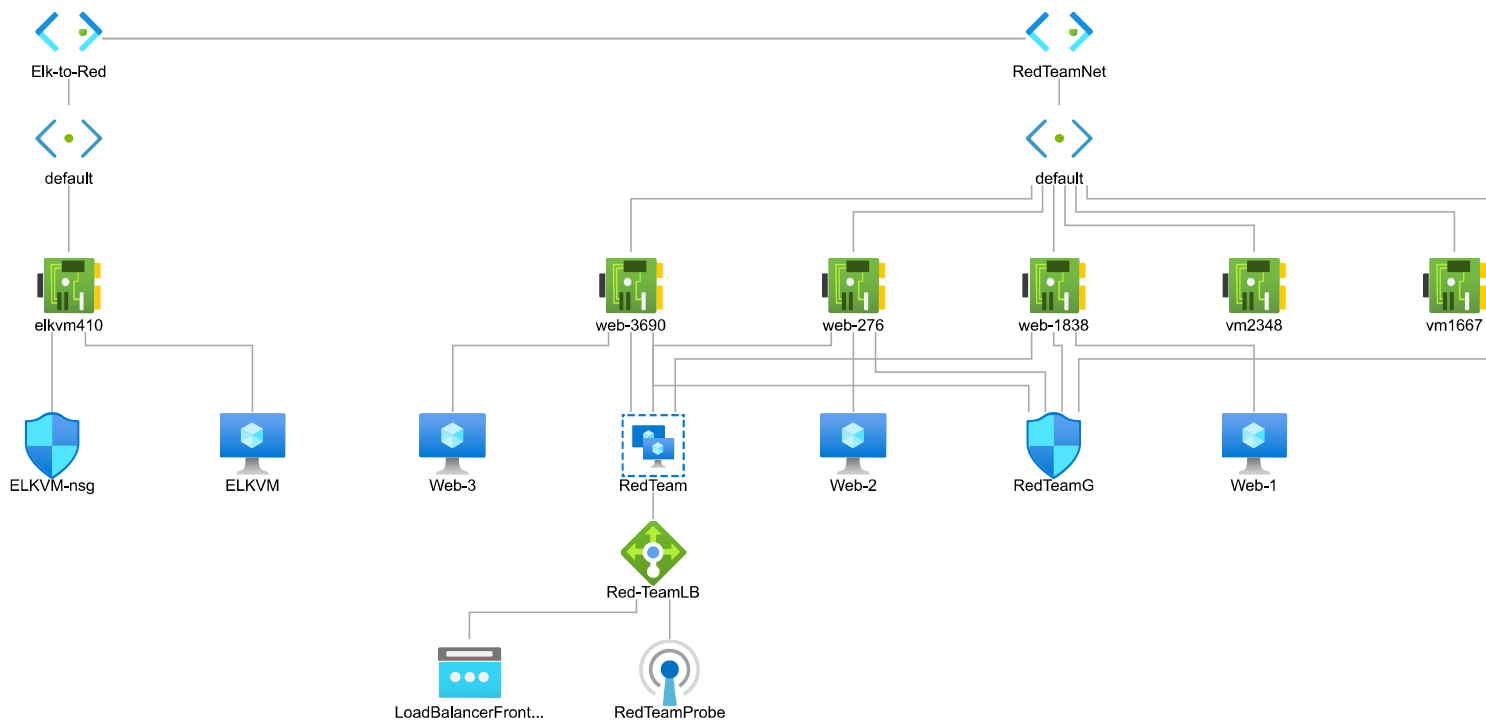 Elk-to-Red
RedTeamNet
default
default
elkvm410
web-3690
web-276
web-1838
vm2348
vm1667
ELKVM-nsg
ELKVM
Web-3
RedTeam
Web-2
RedTeamG
Web-1
Red-TeamLB
LoadBalancerFront...
RedTeamProbe